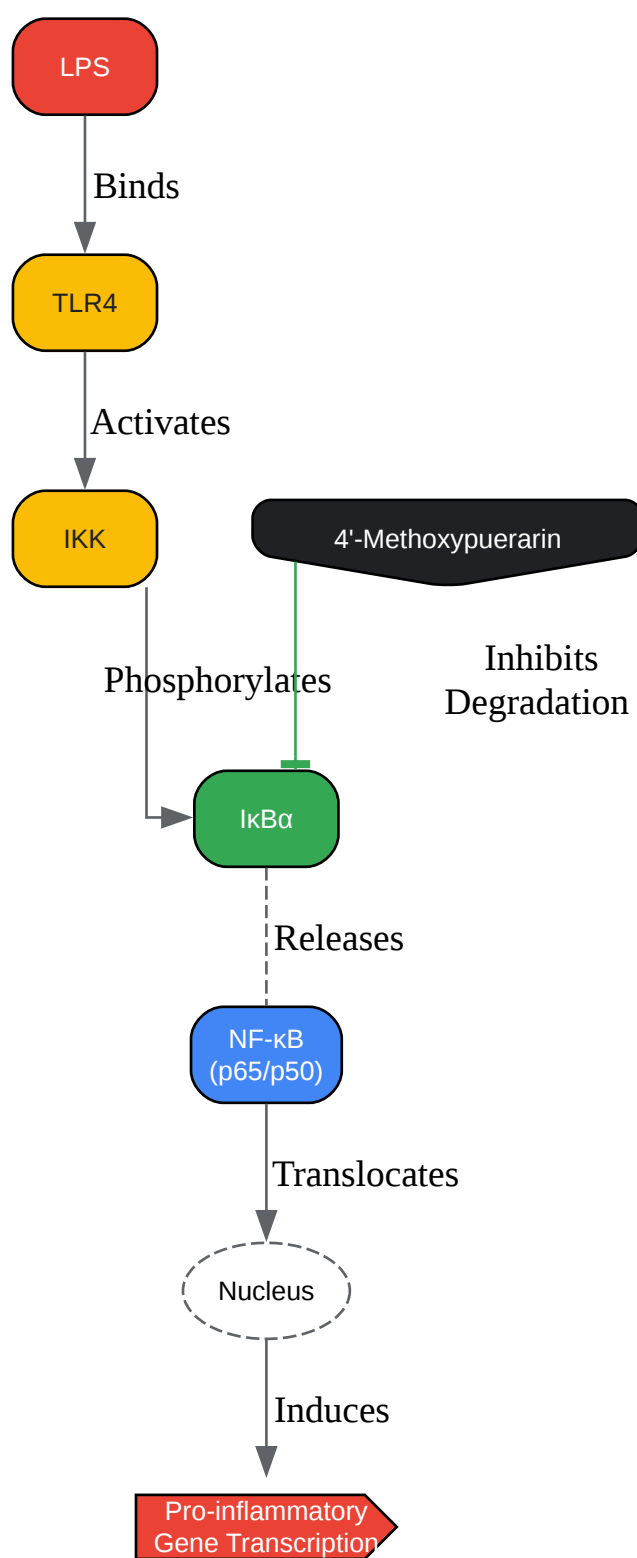 LPS
Binds
TLR4
Activates
IKK
4'-Methoxypuerarin
Phosphorylates
Inhibits
Degradation
IκBα
Releases
NF-κB
(p65/p50)
Translocates
Nucleus
Induces
Pro-inflammatory
Gene Transcription